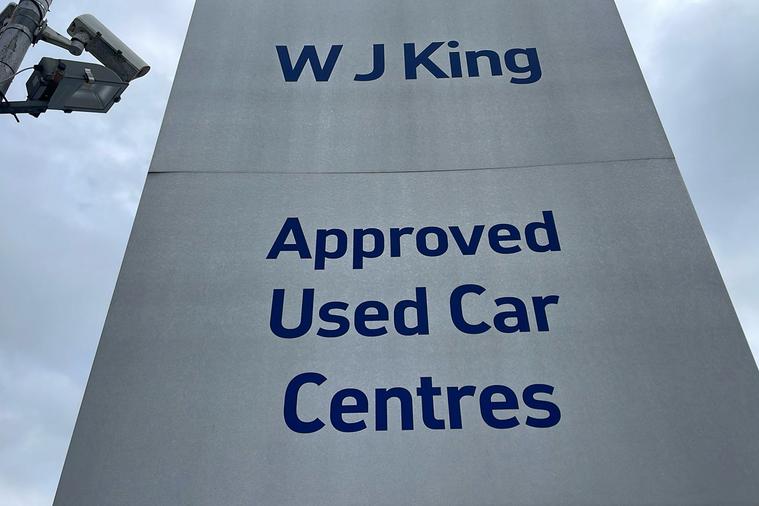 W J King
Approved
Used Car
Centres